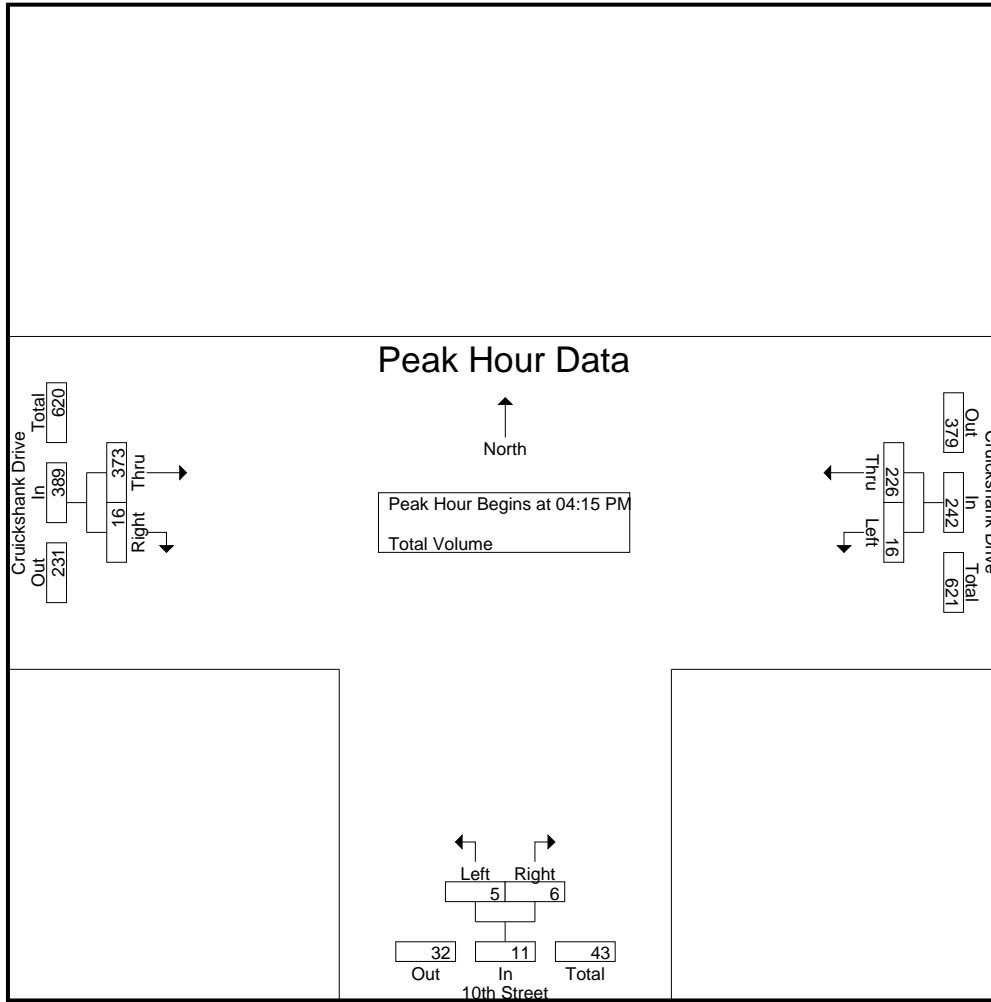 Peak Hour Data
North
Peak Hour Begins at 04:15 PM
Total Volume
Cruickshank Drive
Total
620
In
389
Out
231
373
Thru
16
Right
Cruickshank Drive
Out
379
In
242
Total
621
226
Thru
16
Left
Left Right
5 6
32 11 43
Out In Total
10th Street